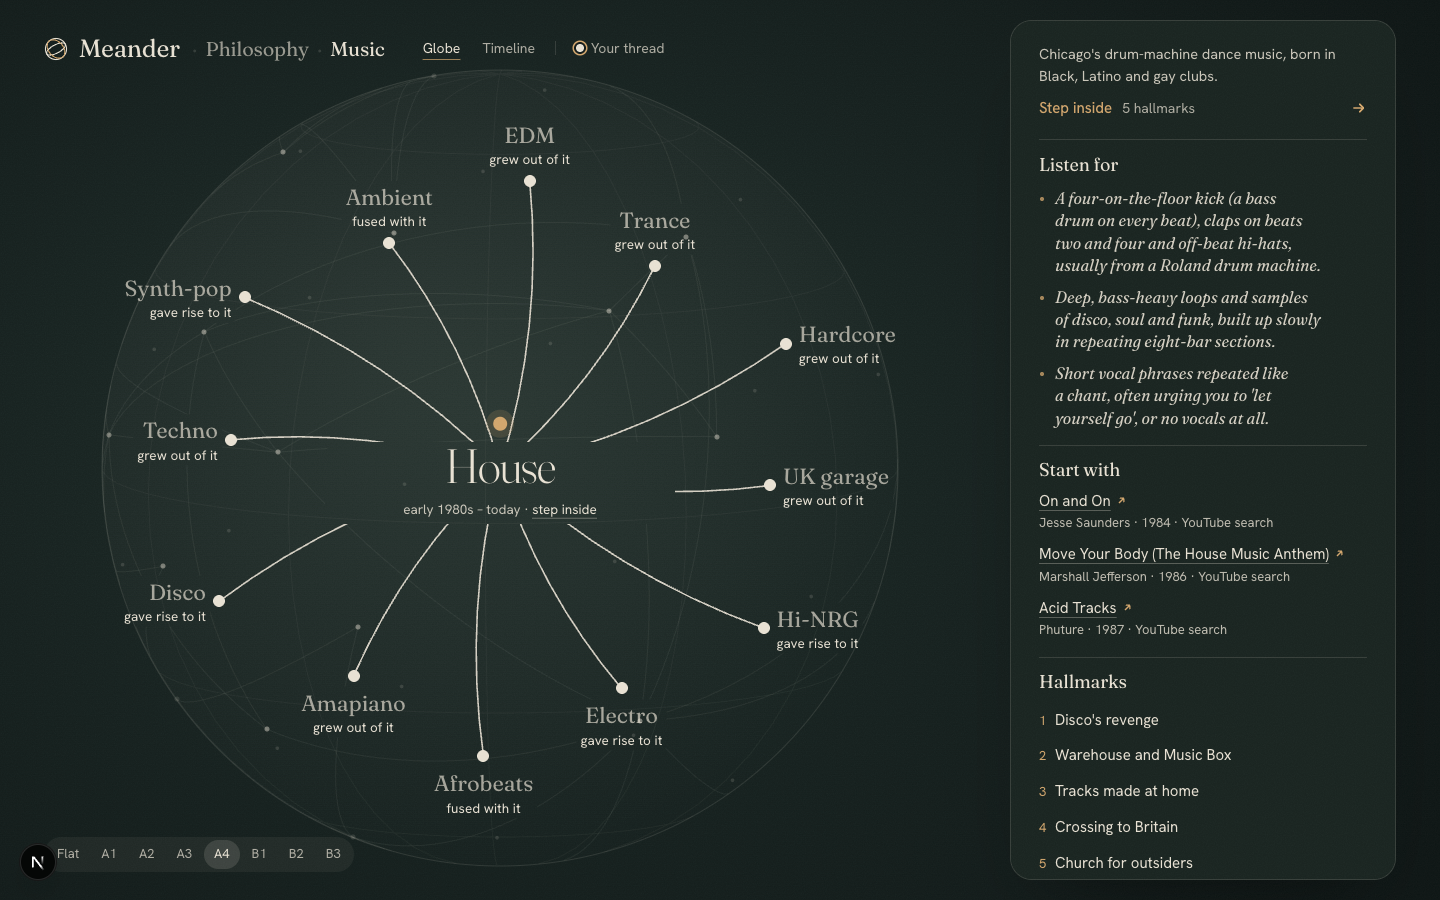 Meander · Philosophy · Music
Globe Timeline Your thread
EDM
grew out of it
Ambient
fused with it
Trance
grew out of it
Synth-pop
gave rise to it
Hardcore
grew out of it
Techno
grew out of it
House
early 1980s – today · step inside
UK garage
grew out of it
Disco
gave rise to it
Hi-NRG
gave rise to it
Amapiano
grew out of it
Electro
gave rise to it
Afrobeats
fused with it
N
Flat A1 A2 A3 A4 B1 B2 B3
Chicago's drum-machine dance music, born in
Black, Latino and gay clubs.
Step inside 5 hallmarks →
Listen for
• A four-on-the-floor kick (a bass
drum on every beat), claps on beats
two and four and off-beat hi-hats,
usually from a Roland drum machine.
• Deep, bass-heavy loops and samples
of disco, soul and funk, built up slowly
in repeating eight-bar sections.
• Short vocal phrases repeated like
a chant, often urging you to 'let
yourself go', or no vocals at all.
Start with
On and On ↗
Jesse Saunders · 1984 · YouTube search
Move Your Body (The House Music Anthem) ↗
Marshall Jefferson · 1986 · YouTube search
Acid Tracks ↗
Phuture · 1987 · YouTube search
Hallmarks
1 Disco's revenge
2 Warehouse and Music Box
3 Tracks made at home
4 Crossing to Britain
5 Church for outsiders